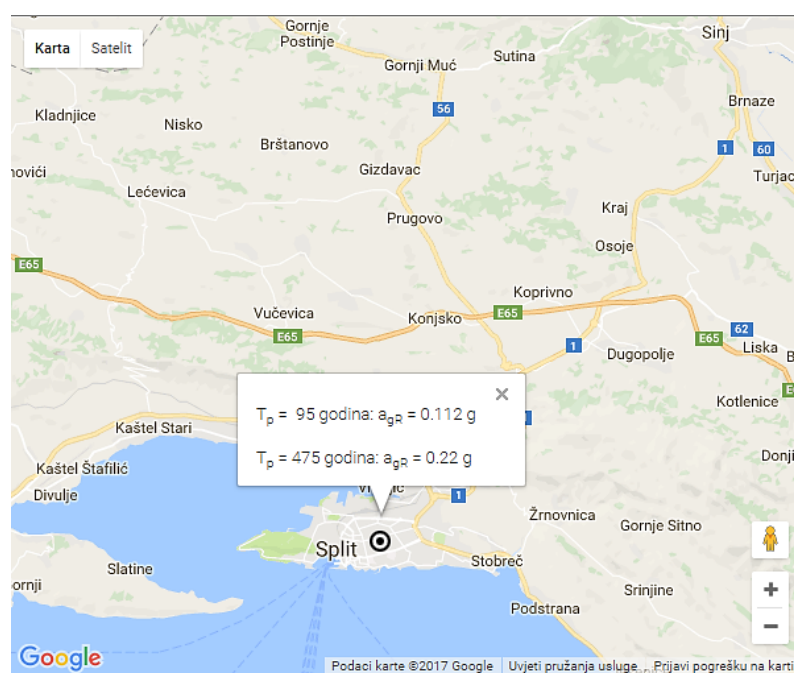 Gornje
Postinje
Sinj
Karta Satelit
Gornji Muć
Sutina
56
Brnaze
Kladnjice
Nisko
Brštanovo
1
60
Gizdavac
novići
Turjac
Lećevica
Kraj
Prugovo
Osoje
E65
Koprivno
Vučevica
Konjsko
E65
E65
1
62
E65
Liska
Dugopolje
Tp = 95 godina: agR = 0.112 g
Kotlenice
Kaštel Stari
Tp = 475 godina: agR = 0.22 g
Donji
Kaštel Štafilić
Divulje
1
Žrnovnica
Gornje Sitno
Split
Stobreč
Slatine
ornji
Srinjine
Podstrana
Google
Podaci karte ©2017 Google Uvjeti pružanja usluge Prijavi pogrešku na karti